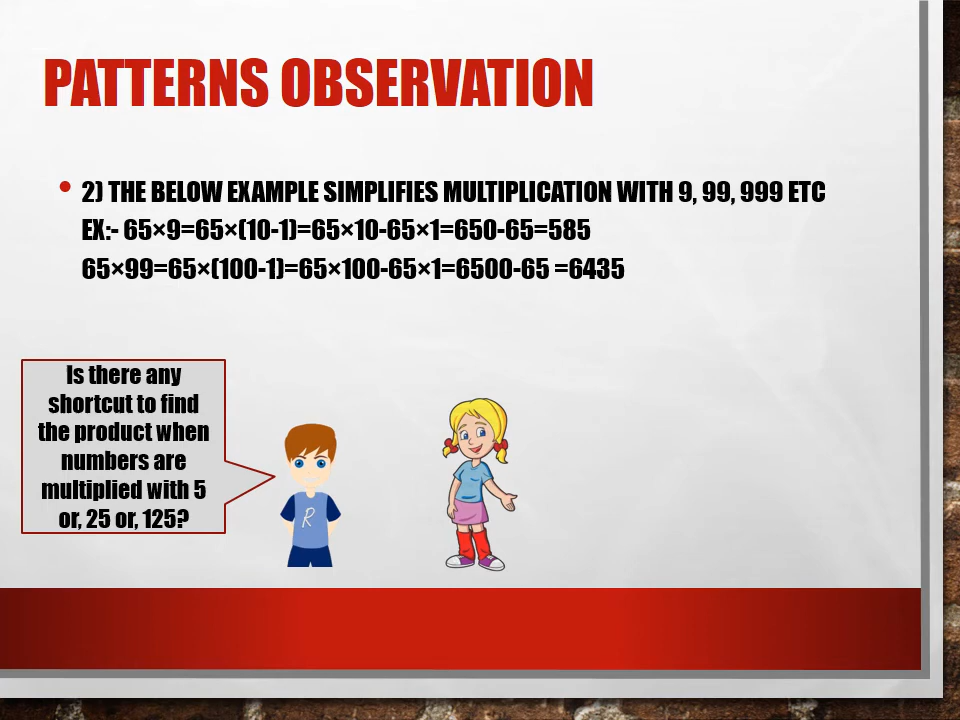 PATTERNS OBSERVATION
• 2) THE BELOW EXAMPLE SIMPLIFIES MULTIPLICATION WITH 9, 99, 999 ETC
EX:- 65×9=65×(10-1)=65×10-65×1=650-65=585
65×99=65×(100-1)=65×100-65×1=6500-65 =6435
Is there any
shortcut to find
the product when
numbers are
multiplied with 5
or, 25 or, 125?
R